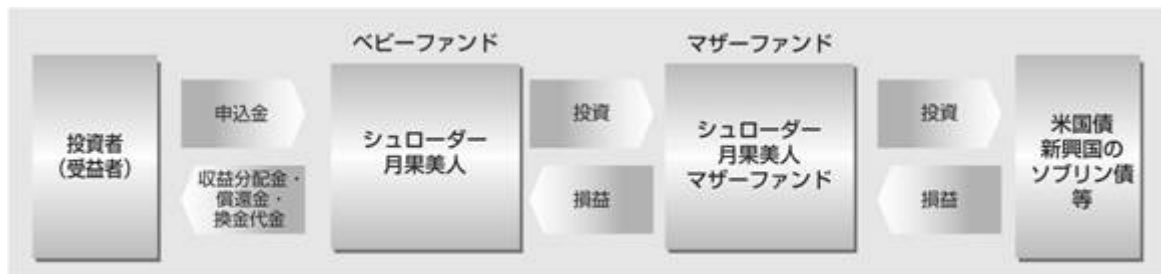 ベビーファンド
マザーファンド
投資者
(受益者)
申込金
収益分配金・
償還金・
換金代金
シュローダー
月果美人
投資
損益
シュローダー
月果美人
マザーファンド
投資
損益
米国債
新興国の
ソブリン債
等